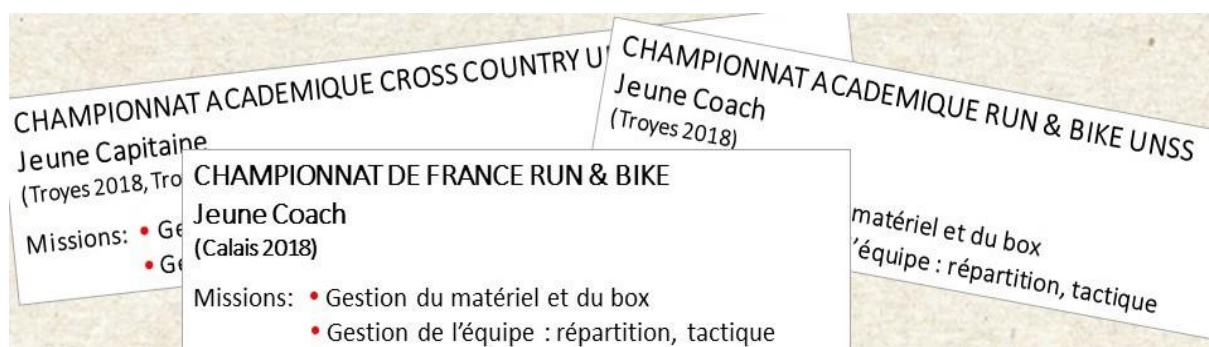 CHAMPIONNAT ACADEMIQUE CROSS COUNTRY
Jeune Capitaine
(Troyes 2018,
Missions: •
•
CHAMPIONNAT ACADEMIQUE RUN & BIKE UNSS
Jeune Coach
(Troyes 2018)
matériel et du box
’équipe : répartition, tactique
CHAMPIONNAT DE FRANCE RUN & BIKE
Jeune Coach
(Calais 2018)
Missions: • Gestion du matériel et du box
• Gestion de l’équipe : répartition, tactique